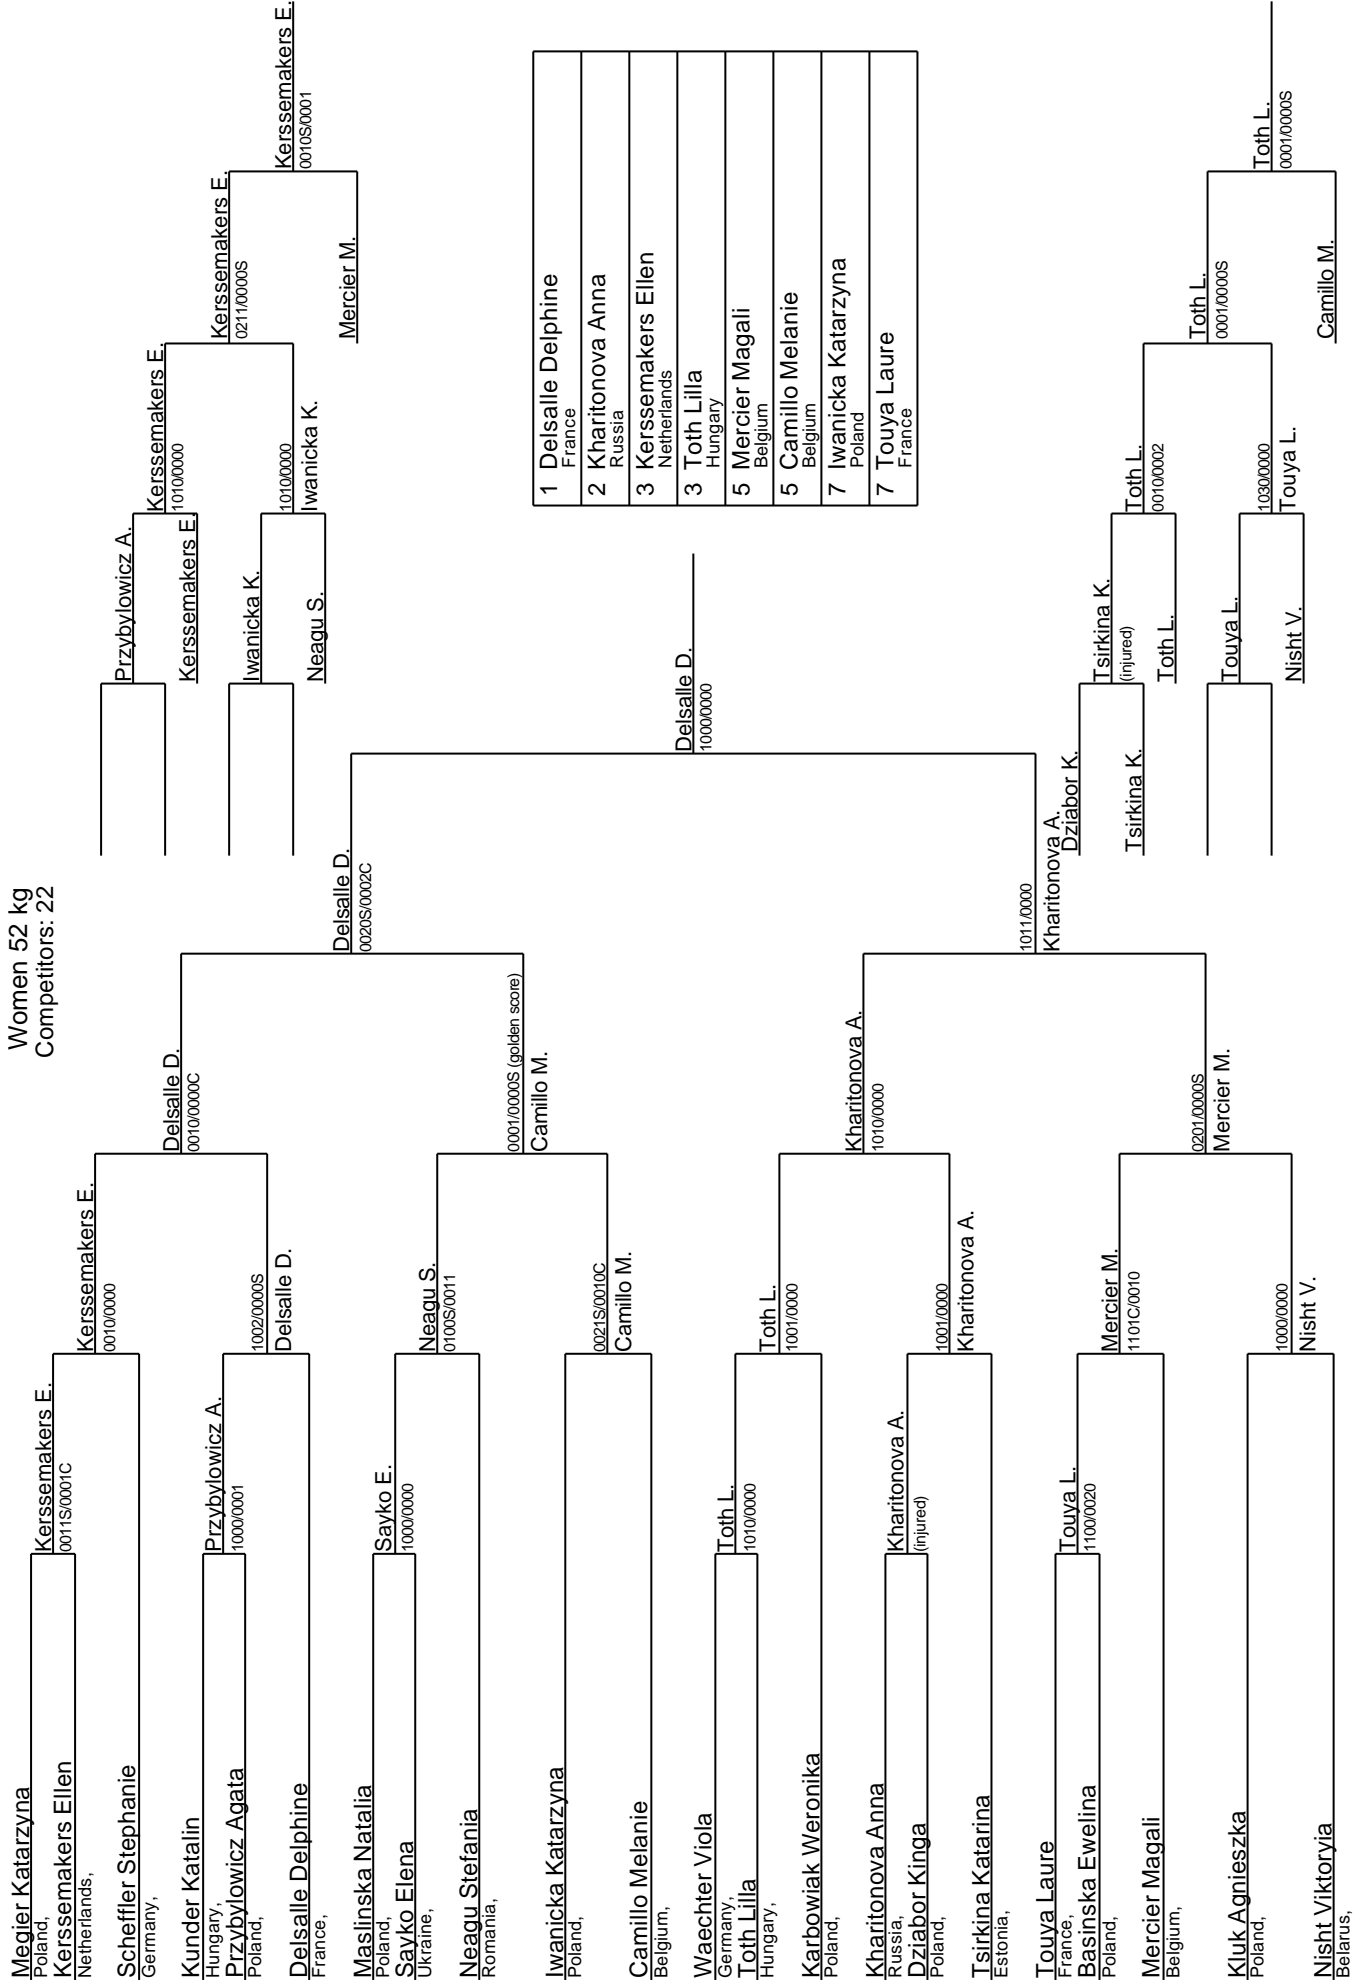 Women 52 kg
Competitors: 22
Megier Katarzyna
Poland,
Kerssemakers Ellen
Netherlands,
Scheffler Stephanie
Germany,
Kunder Katalin
Hungary,
Przybylowicz Agata
Poland,
Delsalle Delphine
France,
Maslinska Natalia
Poland,
Sayko Elena
Ukraine,
Neagu Stefania
Romania,
Iwanicka Katarzyna
Poland,
Camillo Melanie
Belgium,
Waechter Viola
Germany,
Toth Lilla
Hungary,
Karbowiak Weronika
Poland,
Kharitonova Anna
Russia,
Dziabor Kinga
Poland,
Tsirkina Katarina
Estonia,
Touya Laure
France,
Basinska Ewelina
Poland,
Mercier Magali
Belgium,
Kluk Agnieszka
Poland,
Nisht Viktoryia
Belarus,
Kerssemakers E.
0011S/0001C
Przybylowicz A.
1000/0001
Sayko E.
1000/0000
Toth L.
1010/0000
Kharitonova A.
(injured)
Touya L.
1100/0020
Kerssemakers E.
0010/0000
1002/0000S
Delsalle D.
Neagu S.
0100S/0011
0021S/0010C
Camillo M.
Toth L.
1001/0000
1001/0000
Kharitonova A.
Mercier M.
1101C/0010
1000/0000
Nisht V.
Delsalle D.
0010/0000C
0001/0000S (golden score)
Camillo M.
Kharitonova A.
1010/0000
0201/0000S
Mercier M.
Delsalle D.
0020S/0002C
1011/0000
Kharitonova A.
Delsalle D.
1000/0000
Przybylowicz A.
Kerssemakers E.
Iwanicka K.
Neagu S.
Kerssemakers E.
1010/0000
1010/0000
Iwanicka K.
Kerssemakers E.
0211/0000S
Mercier M.
Kerssemakers E.
0010S/0001
Kerssemakers E.
1 Delsalle Delphine
France
2 Kharitonova Anna
Russia
3 Kerssemakers Ellen
Netherlands
3 Toth Lilla
Hungary
5 Mercier Magali
Belgium
5 Camillo Melanie
Belgium
7 Iwanicka Katarzyna
Poland
7 Touya Laure
France
Dziabor K.
Tsirkina K.
Tsirkina K.
(injured)
Toth L.
Touya L.
Nisht V.
Toth L.
0010/0002
1030/0000
Touya L.
Toth L.
0001/0000S
Camillo M.
Toth L.
0001/0000S